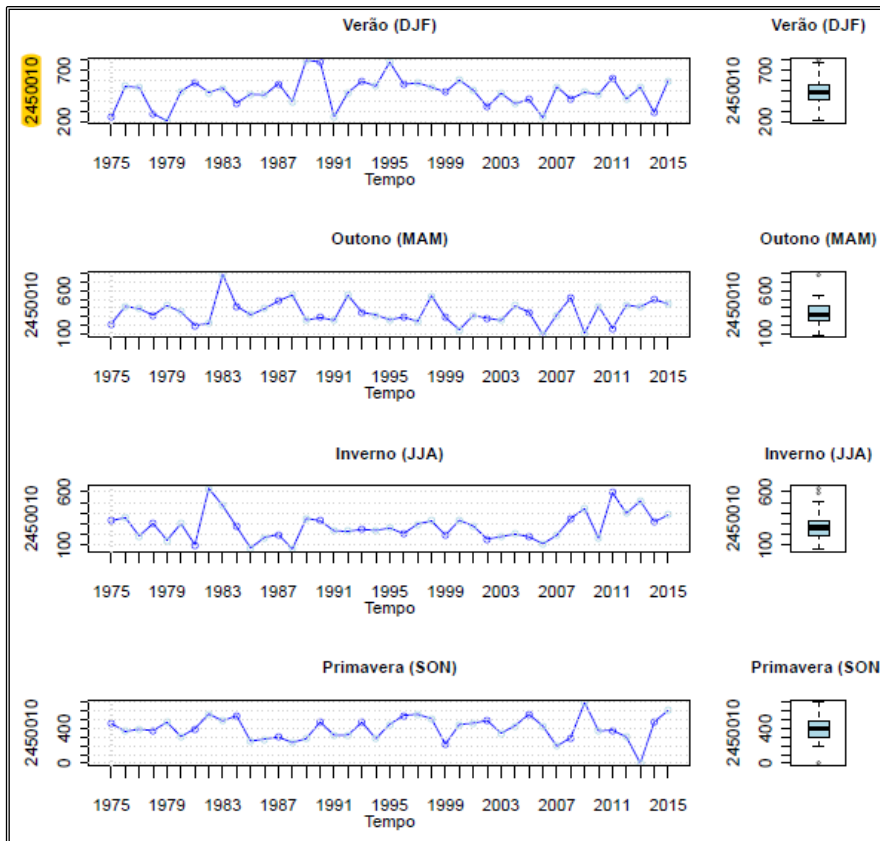 Verão (DJF)
Verão (DJF)
2450010
200 700
2450010
200 700
1975 1979 1983 1987 1991 1995 1999 2003 2007 2011 2015
Tempo
Outono (MAM)
Outono (MAM)
2450010
100 600
2450010
100 600
1975 1979 1983 1987 1991 1995 1999 2003 2007 2011 2015
Tempo
Inverno (JJA)
Inverno (JJA)
2450010
100 600
2450010
100 600
1975 1979 1983 1987 1991 1995 1999 2003 2007 2011 2015
Tempo
Primavera (SON)
Primavera (SON
2450010
0 400
2450010
0 400
1975 1979 1983 1987 1991 1995 1999 2003 2007 2011 2015
Tempo